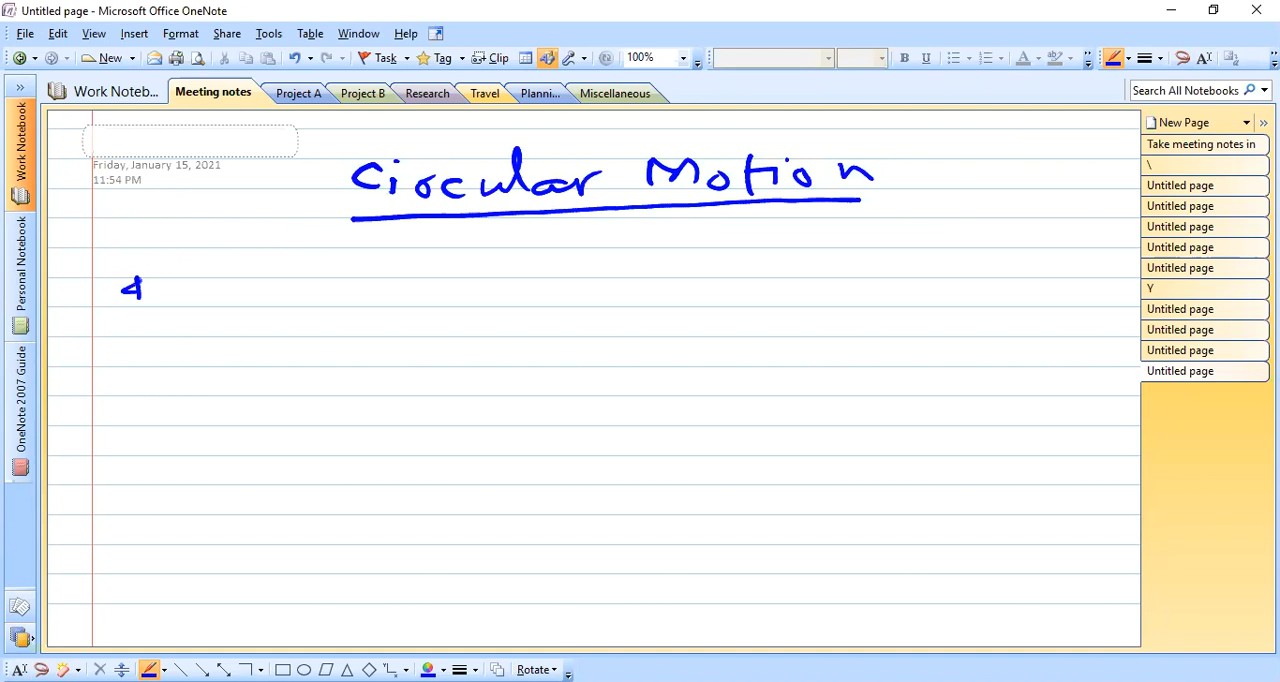 Untitled page - Microsoft Office OneNote
File Edit View Insert Format Share Tools Table Window Help
New Task Tag Clip 100% B U A ab A
Work Noteb... Meeting notes Project A Project B Research Travel Planni... Miscellaneous Search All Notebooks
Work Notebook
Personal Notebook
OneNote 2007 Guide
Friday, January 15, 2021
11:54 PM
Circular Motion
4
New Page
Take meeting notes in
\
Untitled page
Untitled page
Untitled page
Untitled page
Untitled page
Y
Untitled page
Untitled page
Untitled page
Untitled page
Rotate